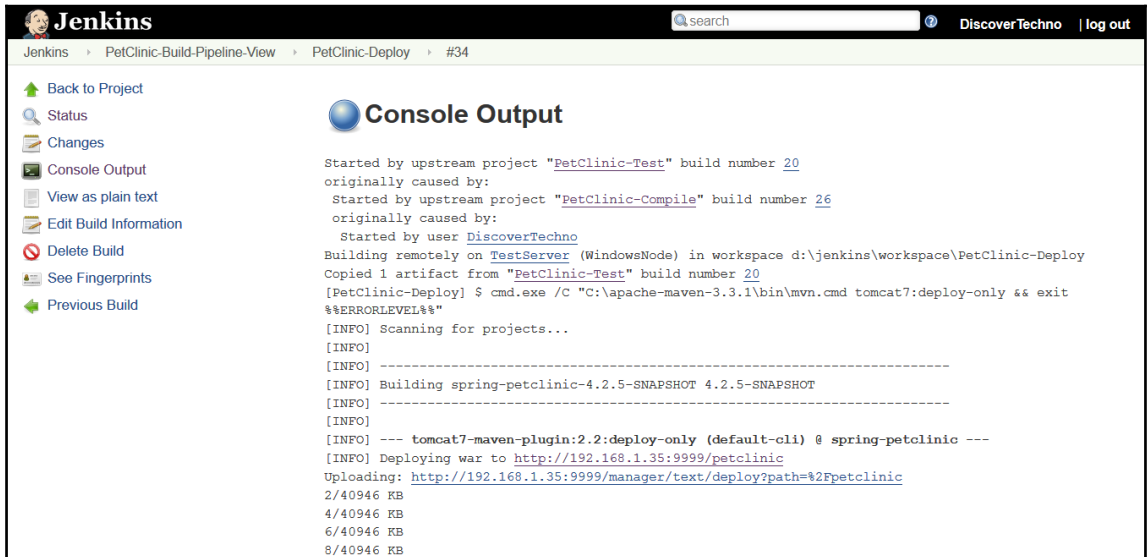 Jenkins
search
DiscoverTechno | log out
Jenkins PetClinic-Build-Pipeline-View PetClinic-Deploy #34
Back to Project
Status
Changes
Console Output
View as plain text
Edit Build Information
Delete Build
See Fingerprints
Previous Build
Console Output
Started by upstream project "PetClinic-Test" build number 20
originally caused by:
Started by upstream project "PetClinic-Compile" build number 26
originally caused by:
Started by user DiscoverTechno
Building remotely on TestServer (WindowsNode) in workspace d:\jenkins\workspace\PetClinic-Deploy
Copied 1 artifact from "PetClinic-Test" build number 20
[PetClinic-Deploy] $ cmd.exe /C "C:\apache-maven-3.3.1\bin\mvn.cmd tomcat7:deploy-only && exit
%%ERRORLEVEL%%"
[INFO] Scanning for projects...
[INFO]
[INFO] ------------------------------------------------------------------------
[INFO] Building spring-petclinic-4.2.5-SNAPSHOT 4.2.5-SNAPSHOT
[INFO] ------------------------------------------------------------------------
[INFO]
[INFO] --- tomcat7-maven-plugin:2.2:deploy-only (default-cli) @ spring-petclinic ---
[INFO] Deploying war to http://192.168.1.35:9999/petclinic
Uploading: http://192.168.1.35:9999/manager/text/deploy?path=%2Fpetclinic
2/40946 KB
4/40946 KB
6/40946 KB
8/40946 KB